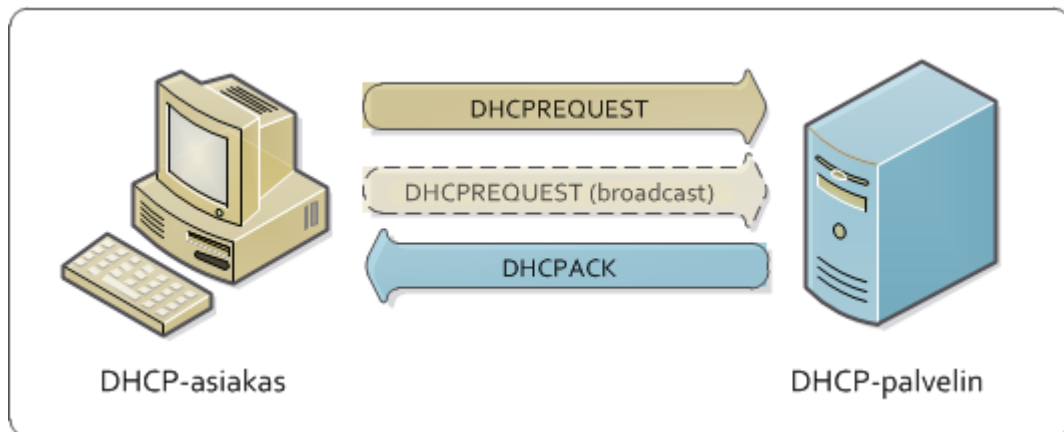 DHCPREQUEST
DHCPREQUEST (broadcast)
DHCPACK
DHCP-asiakas
DHCP-palvelin